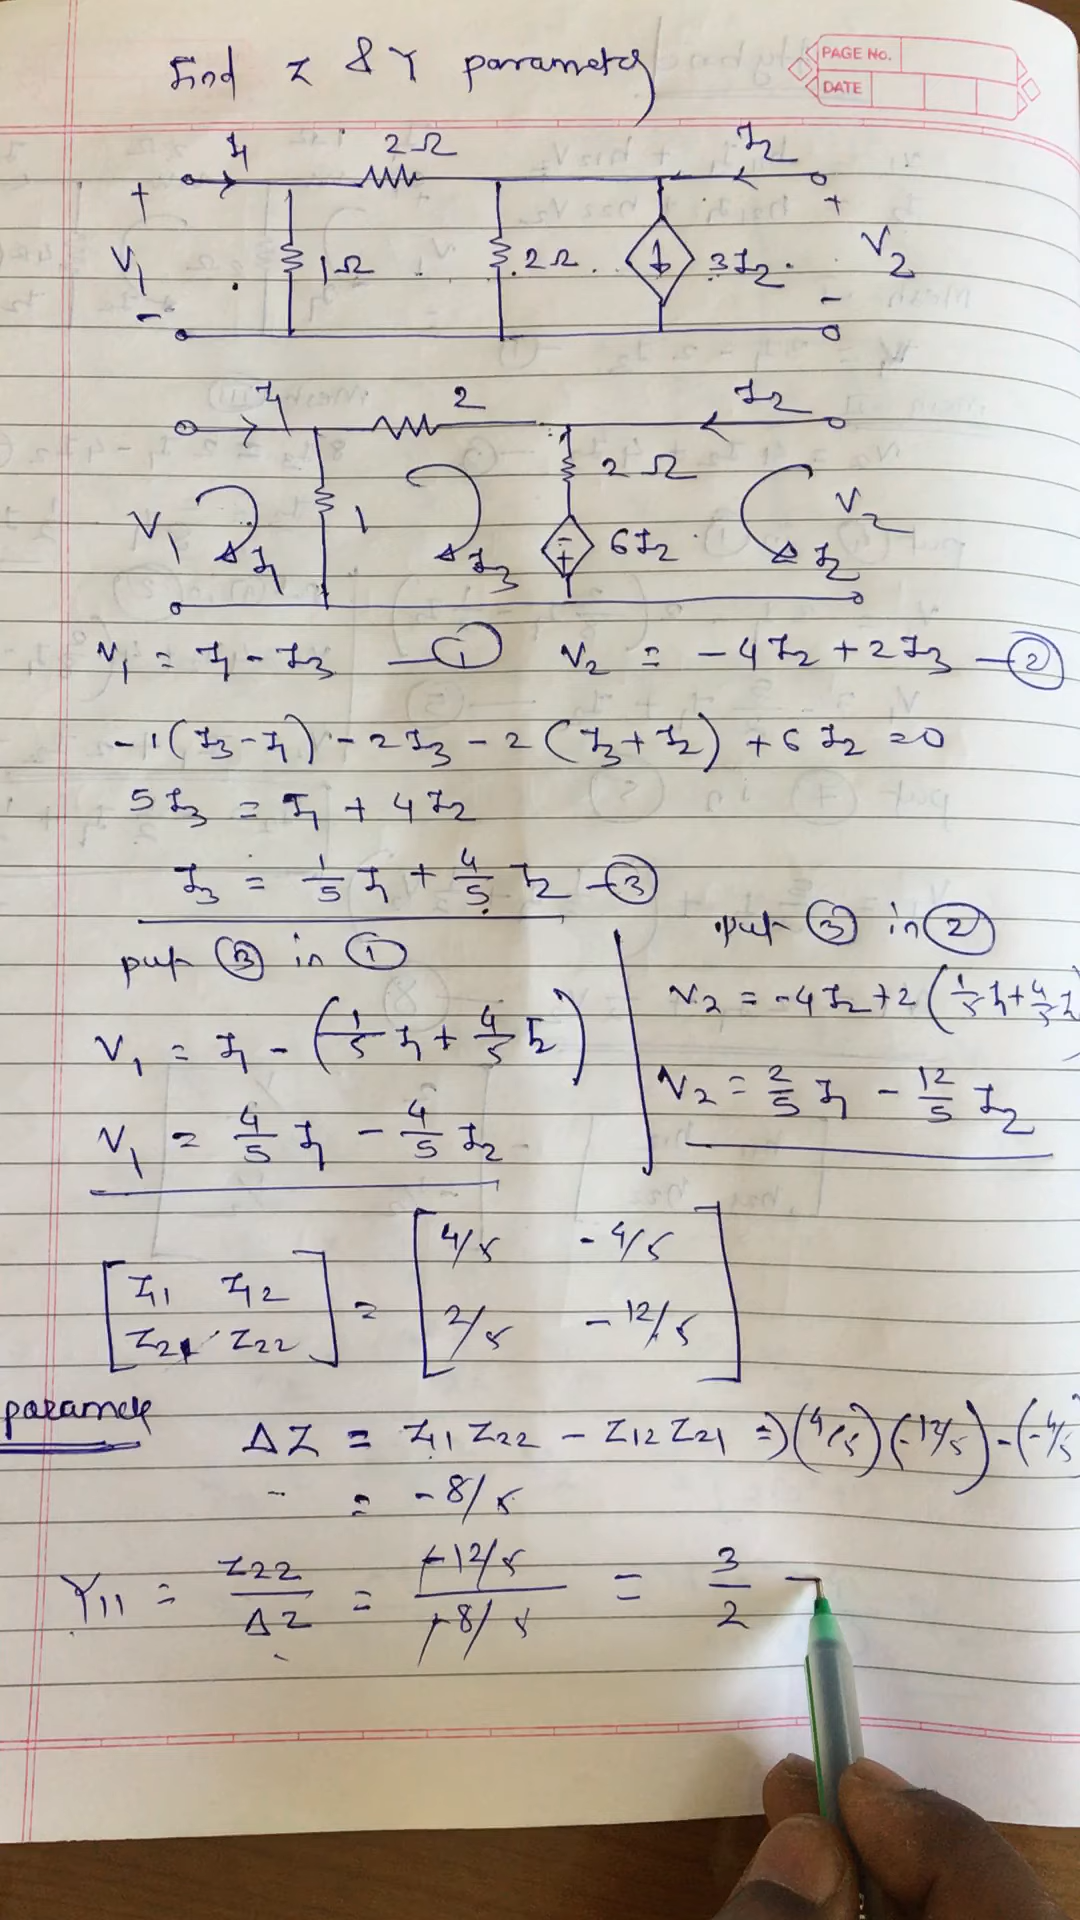 Find Z & Y parameters
PAGE No.
DATE
I1 2Ω I2
+ +
V1 1Ω 2Ω 3I2 V2
- -
I1 2 I2
2Ω
V1 1 6I2 V2
I1 I3 I2
V1 = I1 - I3 — ① V2 = -4I2 + 2I3 — ②
-1(I3 - I1) - 2I3 - 2(I3 + I2) + 6I2 = 0
5I3 = I1 + 4I2
I3 = 1/5 I1 + 4/5 I2 — ③
put ③ in ①
V1 = I1 - (1/5 I1 + 4/5 I2)
V1 = 4/5 I1 - 4/5 I2
put ③ in ②
V2 = -4I2 + 2(1/5 I1 + 4/5 I
V2 = 2/5 I1 - 12/5 I2
[Z11 Z12 Z21 Z22] = [4/5 -4/5 2/5 -12/5]
ΔZ = Z11 Z22 - Z12 Z21 ⇒ (4/5)(-12/5) - (-4/5
= -8/5
Y11 = Z22/ΔZ = -12/5 / -8/5 = 3/2